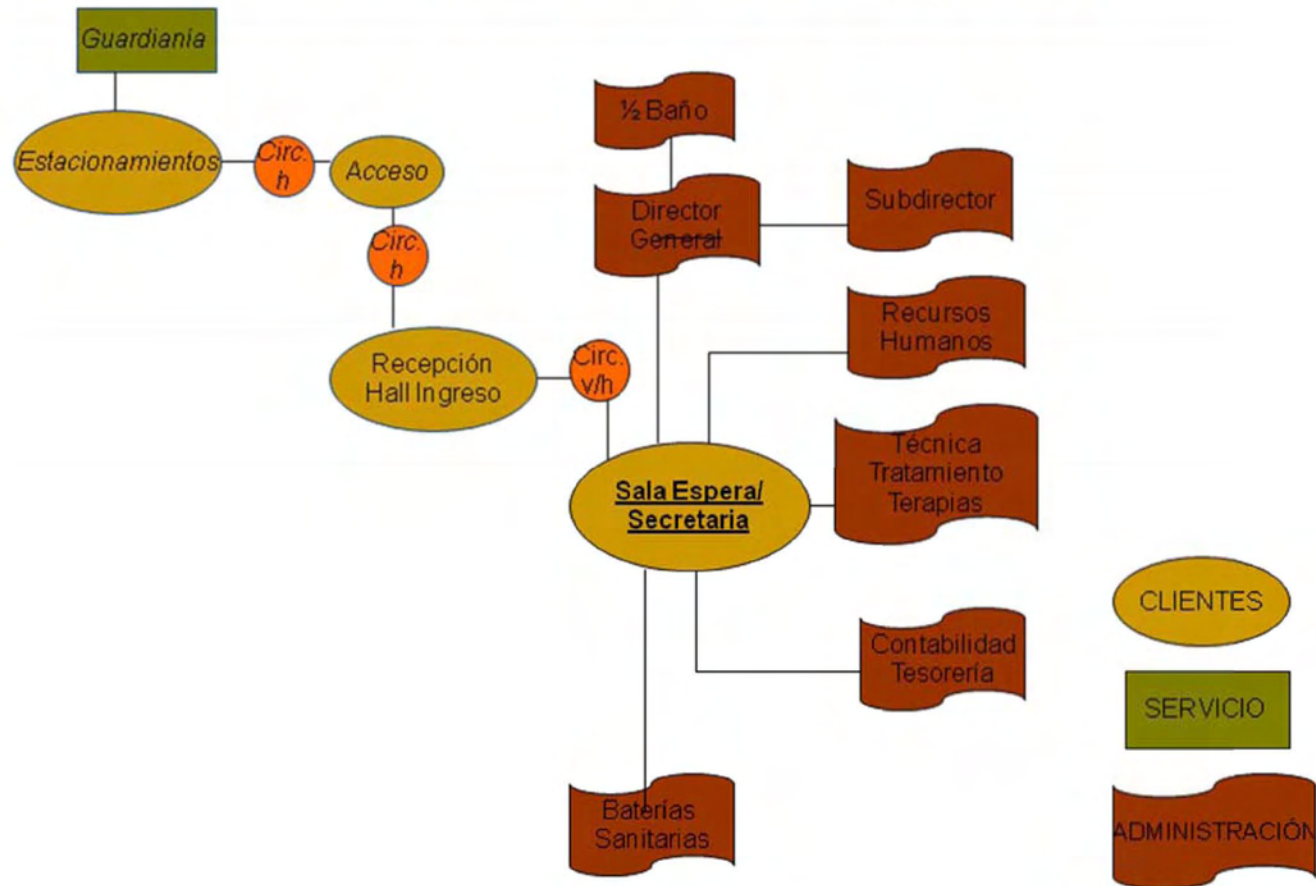 Guardianía
Estacionamientos
Circ.
h
Acceso
Circ.
h
Recepción
Hall Ingreso
Circ.
v/h
½ Baño
Director
General
Subdirector
Recursos
Humanos
Técnica
Tratamiento
Terapias
Sala Espera/
Secretaria
Contabilidad
Tesorería
Baterías
Sanitarias
CLIENTES
SERVICIO
ADMINISTRACIÓN